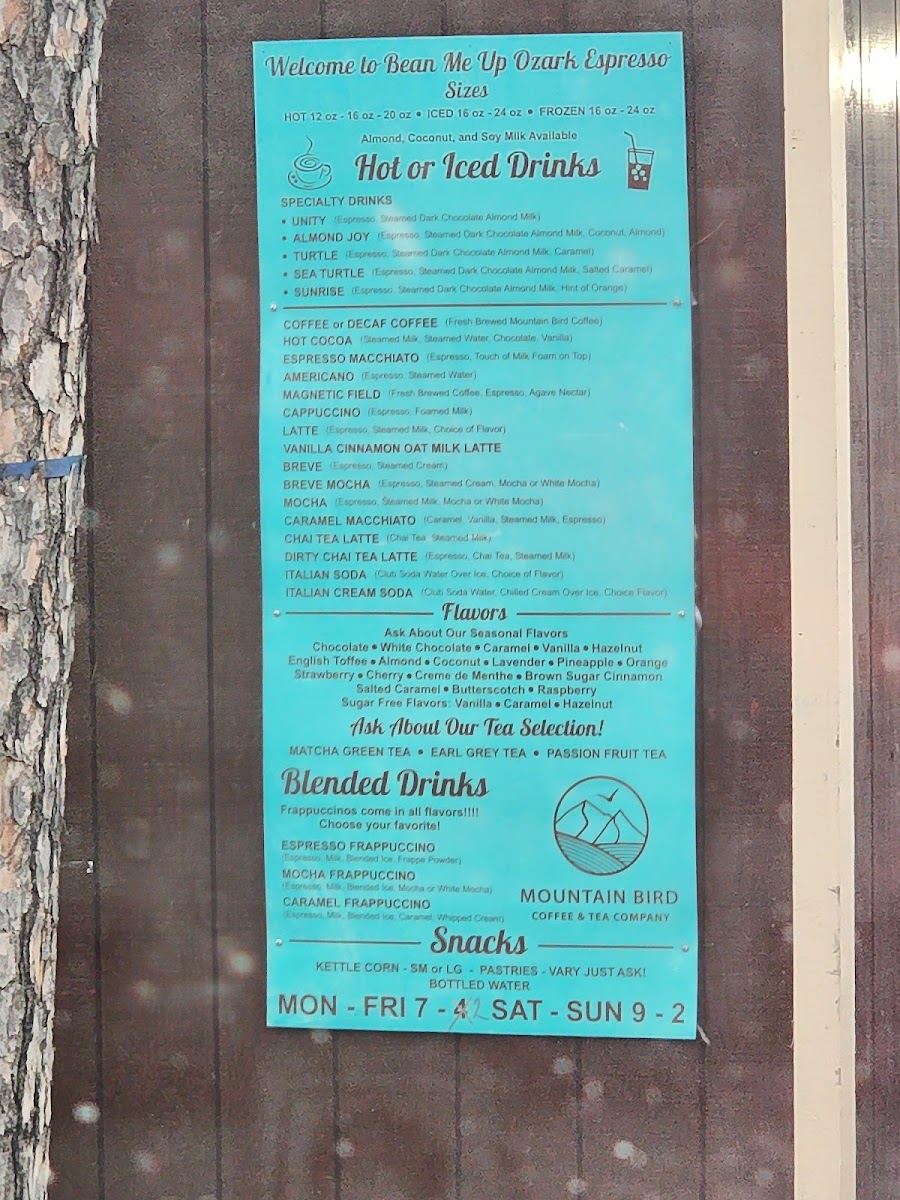 Welcome to Bean Me Up Ozark Espresso
Sizes
HOT 12 oz - 16 oz - 20 oz • ICED 16 oz - 24 oz • FROZEN 16 oz - 24 oz
Almond, Coconut, and Soy Milk Available
Hot or Iced Drinks
SPECIALTY DRINKS
• UNITY (Espresso, Steamed Dark Chocolate Almond Milk)
• ALMOND JOY (Espresso, Steamed Dark Chocolate Almond Milk, Coconut, Almond)
• TURTLE (Espresso, Steamed Dark Chocolate Almond Milk, Caramel)
• SEA TURTLE (Espresso, Steamed Dark Chocolate Almond Milk, Salted Caramel)
• SUNRISE (Espresso, Steamed Dark Chocolate Almond Milk, Hint of Orange)
COFFEE or DECAF COFFEE (Fresh Brewed Mountain Bird Coffee)
HOT COCOA (Steamed Milk, Steamed Water, Chocolate, Vanilla)
ESPRESSO MACCHIATO (Espresso, Touch of Milk Foam on Top)
AMERICANO (Espresso, Steamed Water)
MAGNETIC FIELD (Fresh Brewed Coffee, Espresso, Agave Nectar)
CAPPUCCINO (Espresso, Foamed Milk)
LATTE (Espresso, Steamed Milk, Choice of Flavor)
VANILLA CINNAMON OAT MILK LATTE
BREVE (Espresso, Steamed Cream)
BREVE MOCHA (Espresso, Steamed Cream, Mocha or White Mocha)
MOCHA (Espresso, Steamed Milk, Mocha or White Mocha)
CARAMEL MACCHIATO (Caramel, Vanilla, Steamed Milk, Espresso)
CHAI TEA LATTE (Chai Tea, Steamed Milk)
DIRTY CHAI TEA LATTE (Espresso, Chai Tea, Steamed Milk)
ITALIAN SODA (Club Soda Water Over Ice, Choice of Flavor)
ITALIAN CREAM SODA (Club Soda Water, Chilled Cream Over Ice, Choice Flavor)
Flavors
Ask About Our Seasonal Flavors
Chocolate • White Chocolate • Caramel • Vanilla • Hazelnut
English Toffee • Almond • Coconut • Lavender • Pineapple • Orange
Strawberry • Cherry • Creme de Menthe • Brown Sugar Cinnamon
Salted Caramel • Butterscotch • Raspberry
Sugar Free Flavors: Vanilla • Caramel • Hazelnut
Ask About Our Tea Selection!
MATCHA GREEN TEA • EARL GREY TEA • PASSION FRUIT TEA
Blended Drinks
Frappuccinos come in all flavors!!!!
Choose your favorite!
ESPRESSO FRAPPUCCINO
(Espresso, Milk, Blended Ice, Frappe Powder)
MOCHA FRAPPUCCINO
(Espresso, Milk, Blended Ice, Mocha or White Mocha)
CARAMEL FRAPPUCCINO
(Espresso, Milk, Blended Ice, Caramel, Whipped Cream)
MOUNTAIN BIRD
COFFEE & TEA COMPANY
Snacks
KETTLE CORN - SM or LG - PASTRIES - VARY JUST ASK!
BOTTLED WATER
MON - FRI 7 - 4 2 SAT - SUN 9 - 2